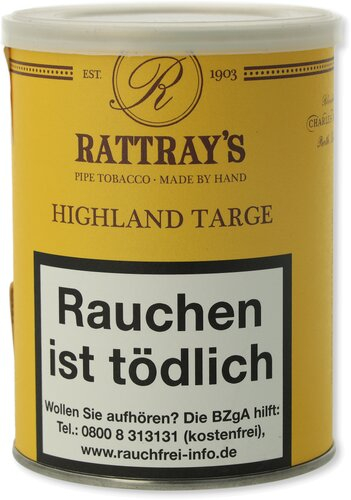 EST. R 1903
RATTRAY'S
PIPE TOBACCO · MADE BY HAND
HIGHLAND TARGE
CHARLES
Rauchen
ist tödlich
Wollen Sie aufhören? Die BZgA hilft:
Tel.: 0800 8 313131 (kostenfrei),
www.rauchfrei-info.de